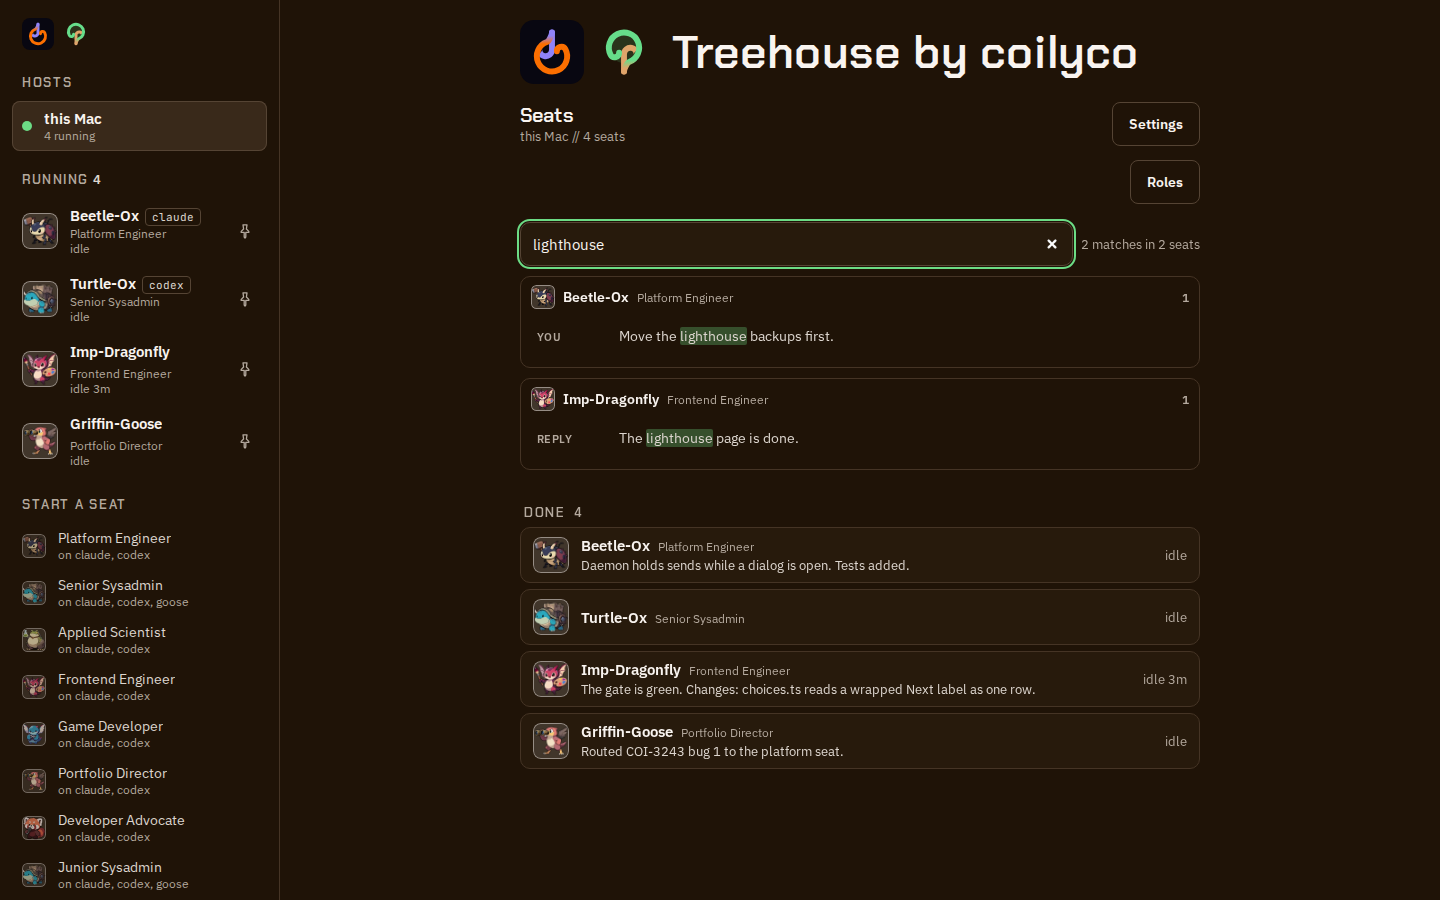 HOSTS
this Mac
4 running
RUNNING 4
Beetle-Ox claude
Platform Engineer
idle
Turtle-Ox codex
Senior Sysadmin
idle
Imp-Dragonfly
Frontend Engineer
idle 3m
Griffin-Goose
Portfolio Director
idle
START A SEAT
Platform Engineer
on claude, codex
Senior Sysadmin
on claude, codex, goose
Applied Scientist
on claude, codex
Frontend Engineer
on claude, codex
Game Developer
on claude, codex
Portfolio Director
on claude, codex
Developer Advocate
on claude, codex
Junior Sysadmin
on claude, codex, goose
Treehouse by coilyco
Seats
this Mac // 4 seats
Settings
Roles
lighthouse
2 matches in 2 seats
Beetle-Ox Platform Engineer 1
YOU Move the lighthouse backups first.
Imp-Dragonfly Frontend Engineer 1
REPLY The lighthouse page is done.
DONE 4
Beetle-Ox Platform Engineer
Daemon holds sends while a dialog is open. Tests added.
idle
Turtle-Ox Senior Sysadmin
idle
Imp-Dragonfly Frontend Engineer
The gate is green. Changes: choices.ts reads a wrapped Next label as one row.
idle 3m
Griffin-Goose Portfolio Director
Routed COI-3243 bug 1 to the platform seat.
idle